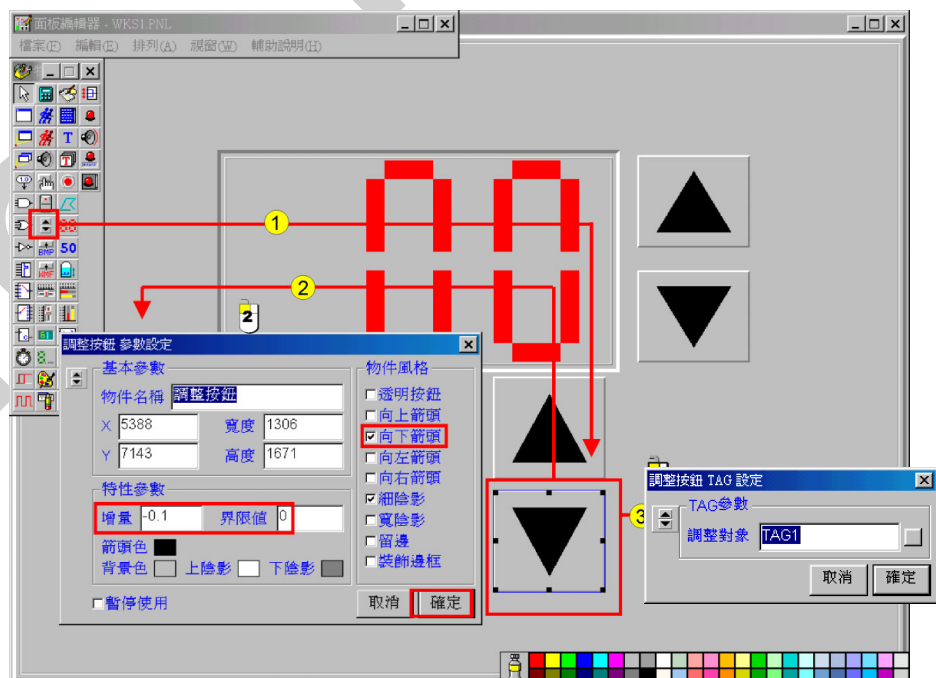 面板編輯器 - WKS1.PNL
檔案(F) 編輯(E) 排列(A) 視窗(W) 輔助說明(H)
T
T
1.0
BMP
50
WMF
1
2
2
調整按鈕 參數設定
基本參數
物件名稱 調整按鈕
X 5388 寬度 1306
Y 7143 高度 1671
特性參數
增量 -0.1 界限值 0
箭頭色
背景色 上陰影 下陰影
暫停使用
物件風格
透明按鈕
向上箭頭
向下箭頭
向左箭頭
向右箭頭
細陰影
寬陰影
留邊
裝飾邊框
取消 確定
3
調整按鈕 TAG 設定
TAG參數
調整對象 TAG1
取消 確定